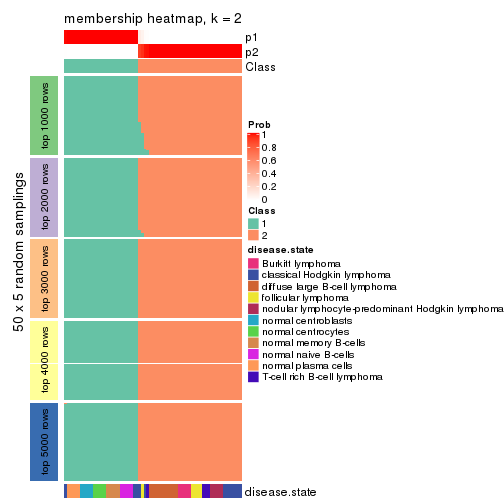 membership heatmap, k = 2
p1
p2
Class
50 x 5 random samplings
top 1000 rows
top 2000 rows
top 3000 rows
top 4000 rows
top 5000 rows
Prob
1
0.8
0.6
0.4
0.2
0
Class
1
2
disease.state
Burkitt lymphoma
classical Hodgkin lymphoma
diffuse large B-cell lymphoma
follicular lymphoma
nodular lymphocyte-predominant Hodgkin lymphoma
normal centroblasts
normal centrocytes
normal memory B-cells
normal naive B-cells
normal plasma cells
T-cell rich B-cell lymphoma
disease.state